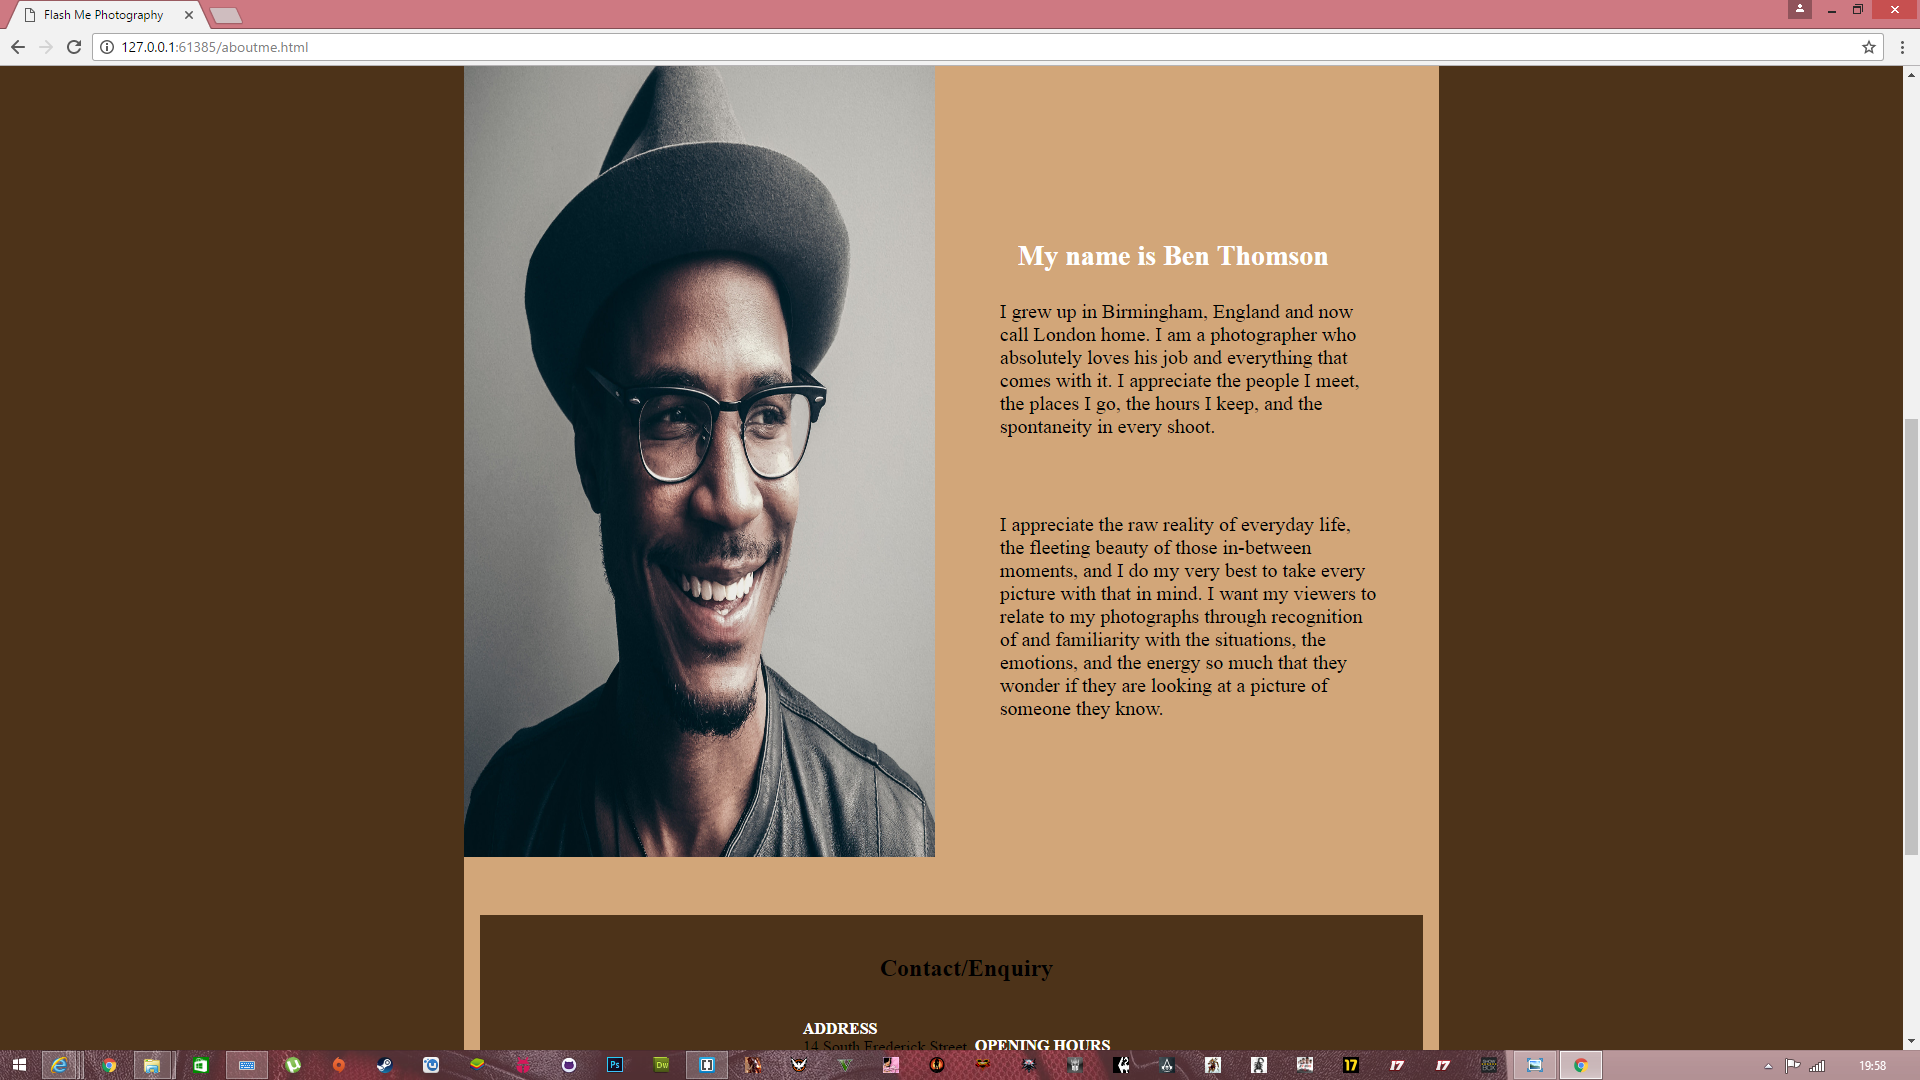 Flash Me Photography
127.0.0.1:61385/aboutme.html
My name is Ben Thomson
I grew up in Birmingham, England and now
call London home. I am a photographer who
absolutely loves his job and everything that
comes with it. I appreciate the people I meet,
the places I go, the hours I keep, and the
spontaneity in every shoot.
I appreciate the raw reality of everyday life,
the fleeting beauty of those in-between
moments, and I do my very best to take every
picture with that in mind. I want my viewers to
relate to my photographs through recognition
of and familiarity with the situations, the
emotions, and the energy so much that they
wonder if they are looking at a picture of
someone they know.
Contact/Enquiry
ADDRESS
14 South Frederick Street
OPENING HOURS
Ps
Dw
17
17
17
19:58